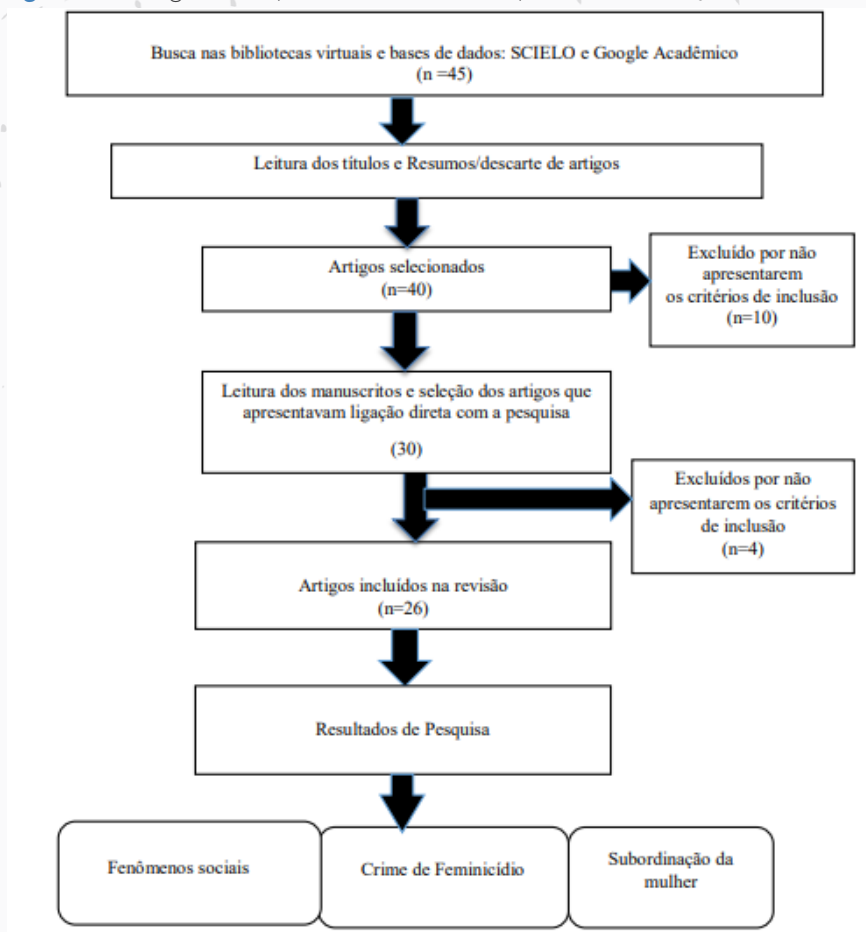 Busca nas bibliotecas virtuais e bases de dados: SCIELO e Google Acadêmico
(n =45)
Leitura dos títulos e Resumos/descarte de artigos
Artigos selecionados
(n=40)
Excluído por não
apresentarem
os critérios de inclusão
(n=10)
Leitura dos manuscritos e seleção dos artigos que
apresentavam ligação direta com a pesquisa
(30)
Excluídos por não
apresentarem os critérios
de inclusão
(n=4)
Artigos incluídos na revisão
(n=26)
Resultados de Pesquisa
Fenômenos sociais
Crime de Feminicídio
Subordinação da
mulher